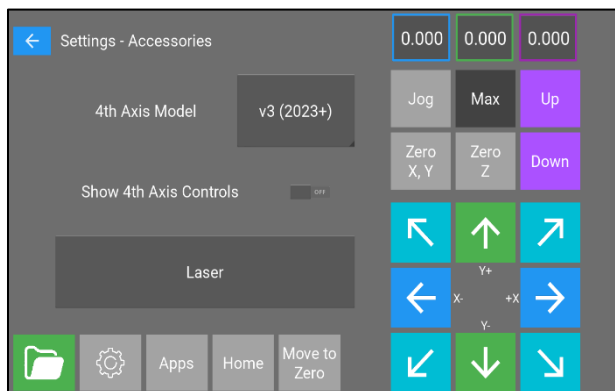 Settings - Accessories
0.000 0.000 0.000
4th Axis Model
v3 (2023+)
Jog
Max
Up
Zero
X, Y
Zero
Z
Down
Show 4th Axis Controls
OFF
Laser
Y+
X-
+X
Y-
Apps
Home
Move to
Zero